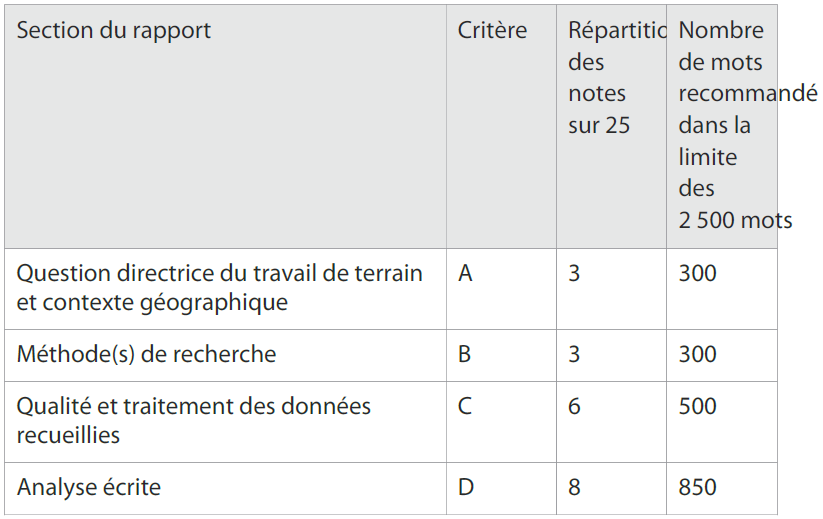 Section du rapport
Critère
Répartitio
des
notes
sur 25
Nombre
de mots
recommandé
dans la
limite
des
2 500 mots
Question directrice du travail de terrain
et contexte géographique
A
3
300
Méthode(s) de recherche
B
3
300
Qualité et traitement des données
recueillies
C
6
500
Analyse écrite
D
8
850